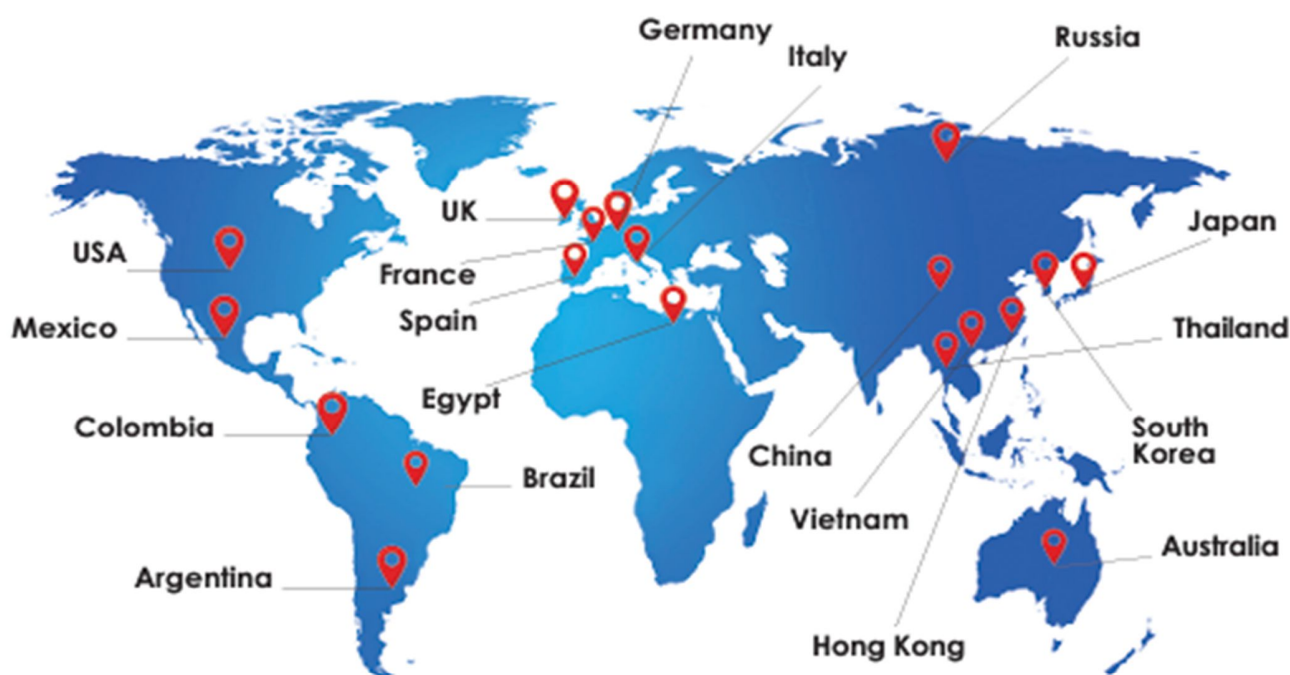 Germany
Italy
Russia
UK
Japan
USA
France
Spain
Mexico
Thailand
Egypt
Colombia
South
Korea
China
Brazil
Vietnam
Australia
Argentina
Hong Kong